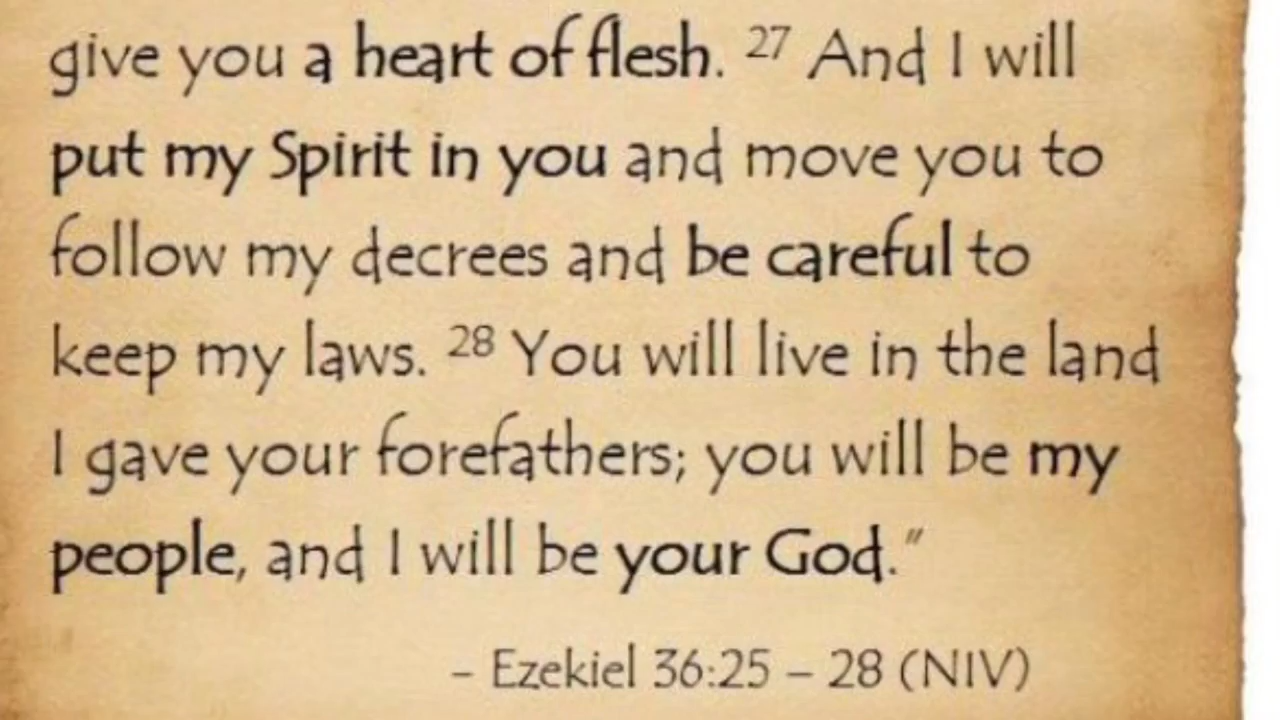 give you a heart of flesh. ²⁷ And I will
put my Spirit in you and move you to
follow my decrees and be careful to
keep my laws. ²⁸ You will live in the land
I gave your forefathers; you will be my
people, and I will be your God.”
– Ezekiel 36:25 – 28 (NIV)